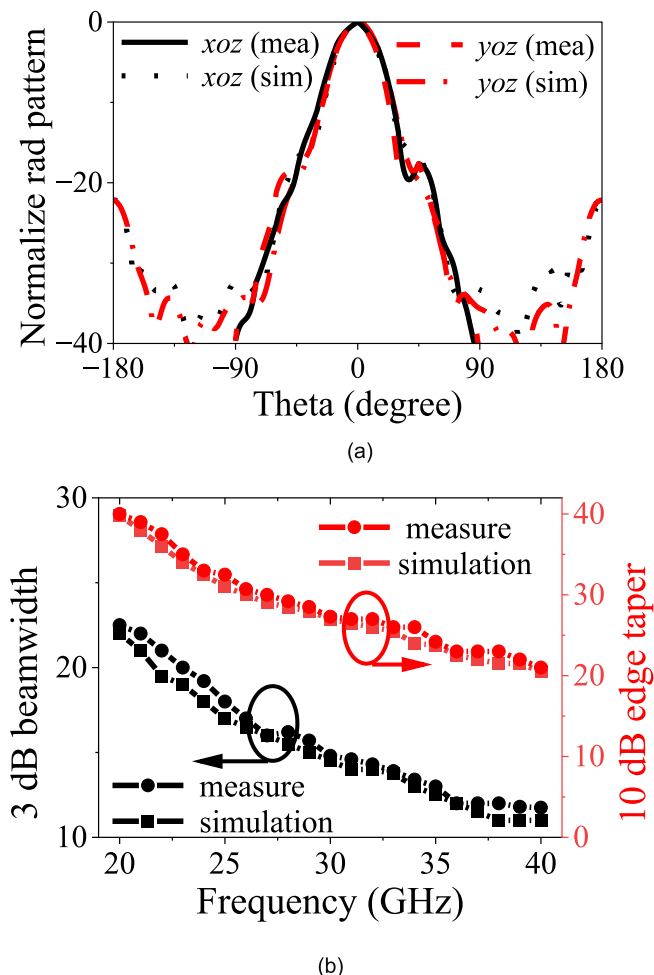 0
xoz (mea)
xoz (sim)
yoz (mea)
yoz (sim)
Normalize rad pattern
−20
−40
−180
−90
0
90
180
Theta (degree)
(a)
30
20
10
3 dB beamwidth
40
30
20
10
0
10 dB edge taper
measure
simulation
measure
simulation
20
25
30
35
40
Frequency (GHz)
(b)